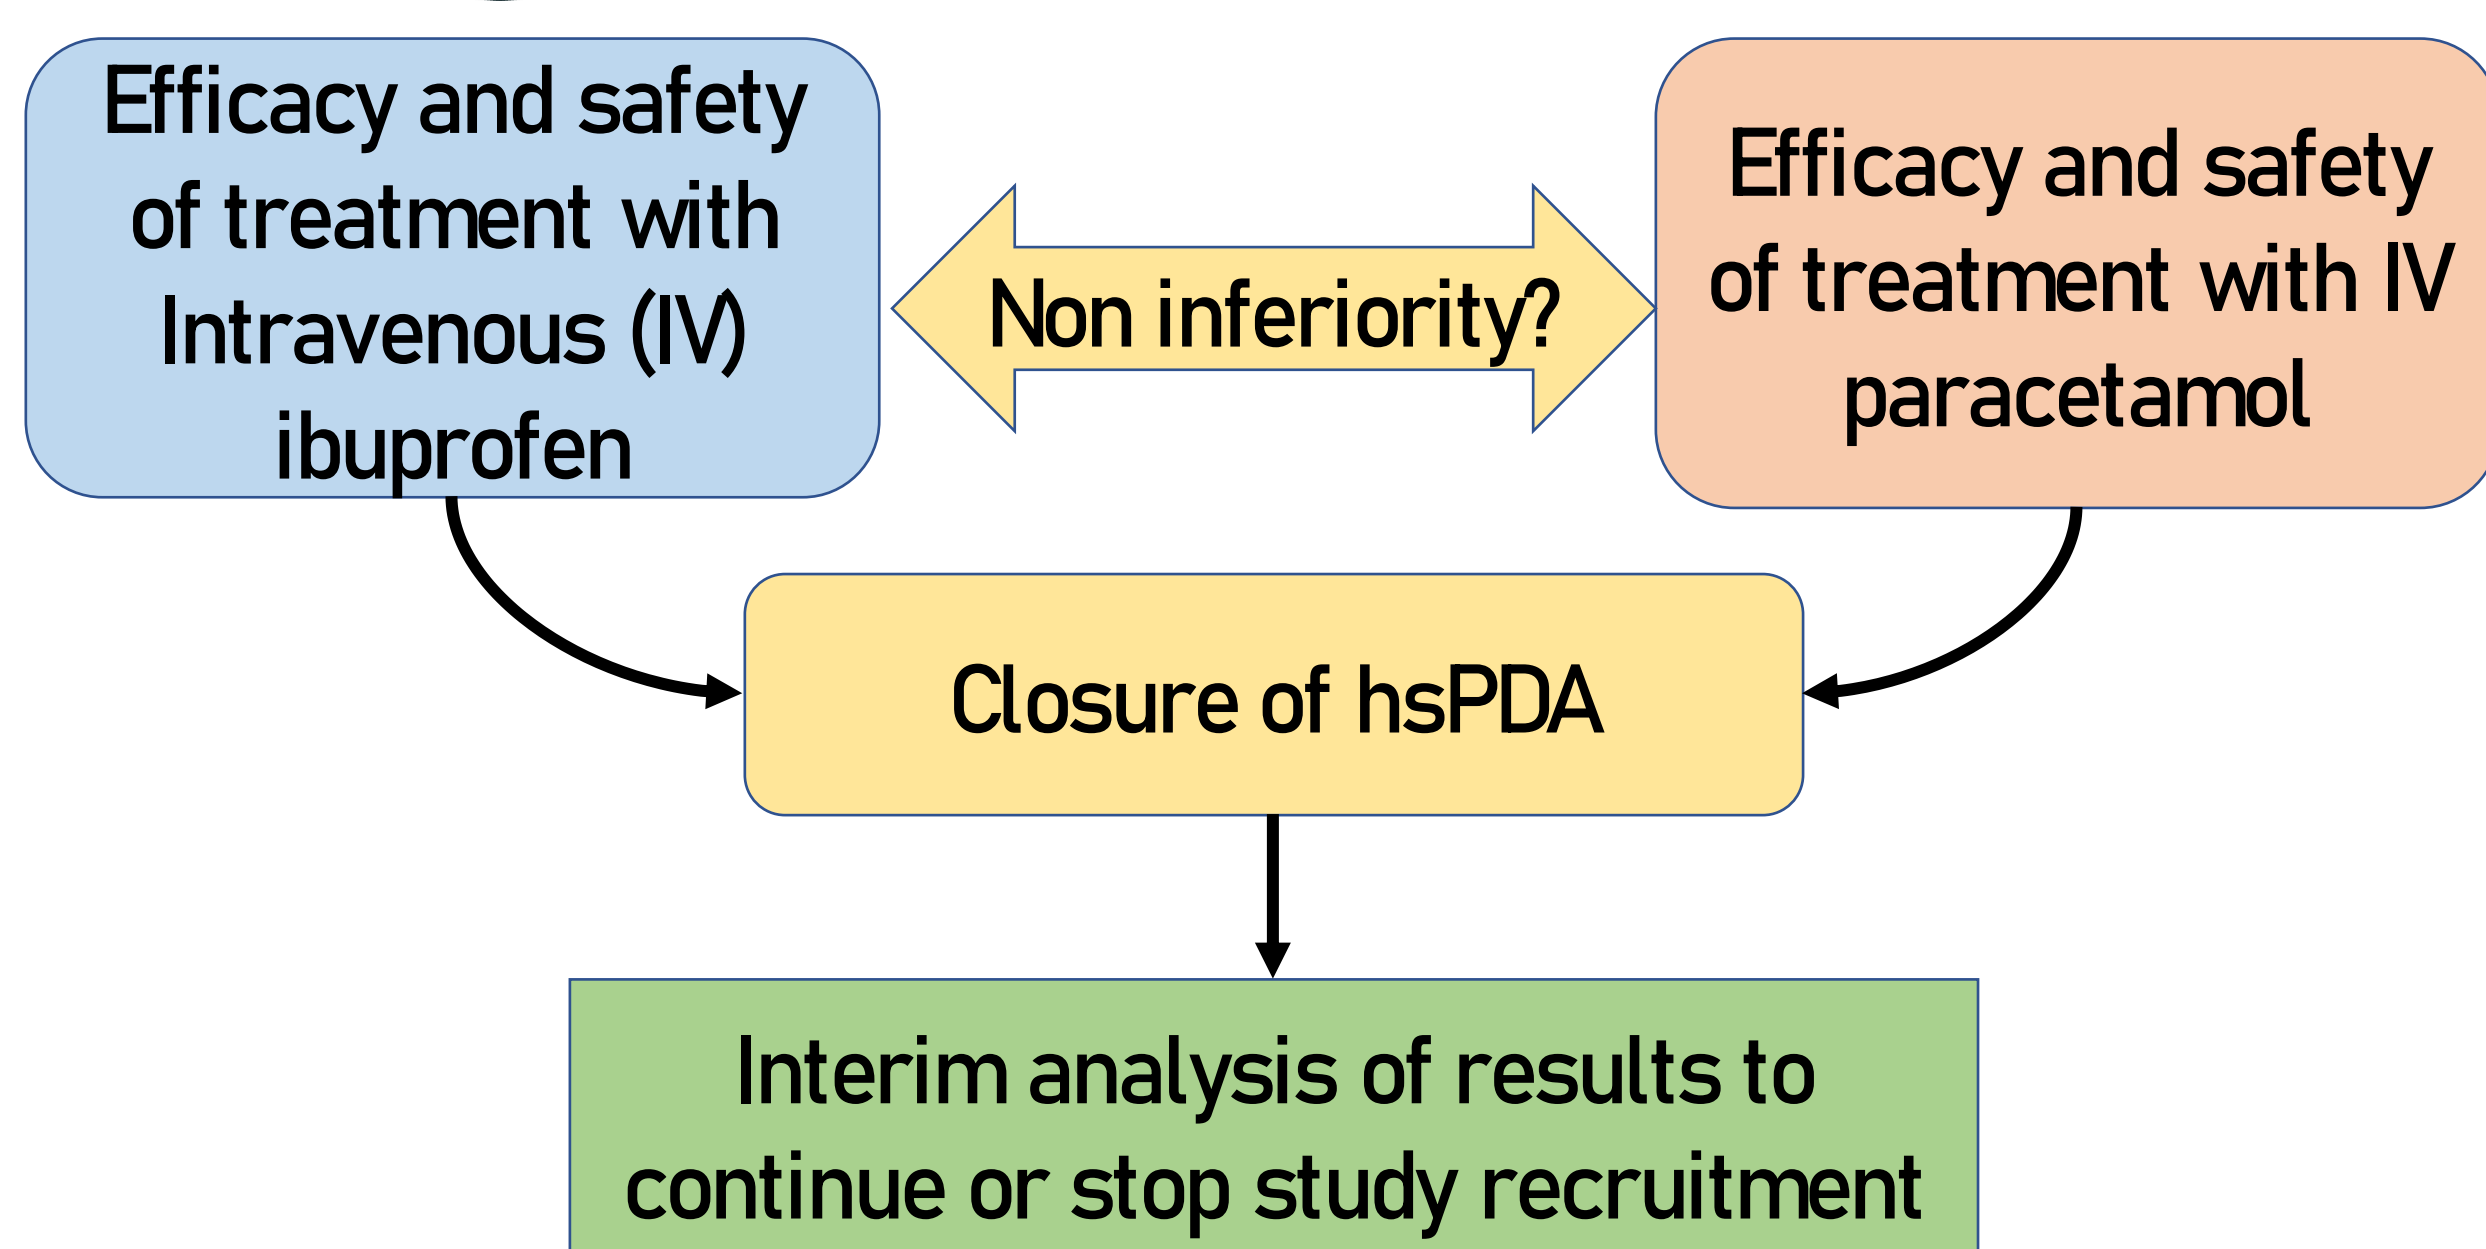 Efficacy and safety
of treatment with
Intravenous (IV)
ibuprofen
Non inferiority?
Efficacy and safety
of treatment with IV
paracetamol
Closure of hsPDA
Interim analysis of results to
continue or stop study recruitment